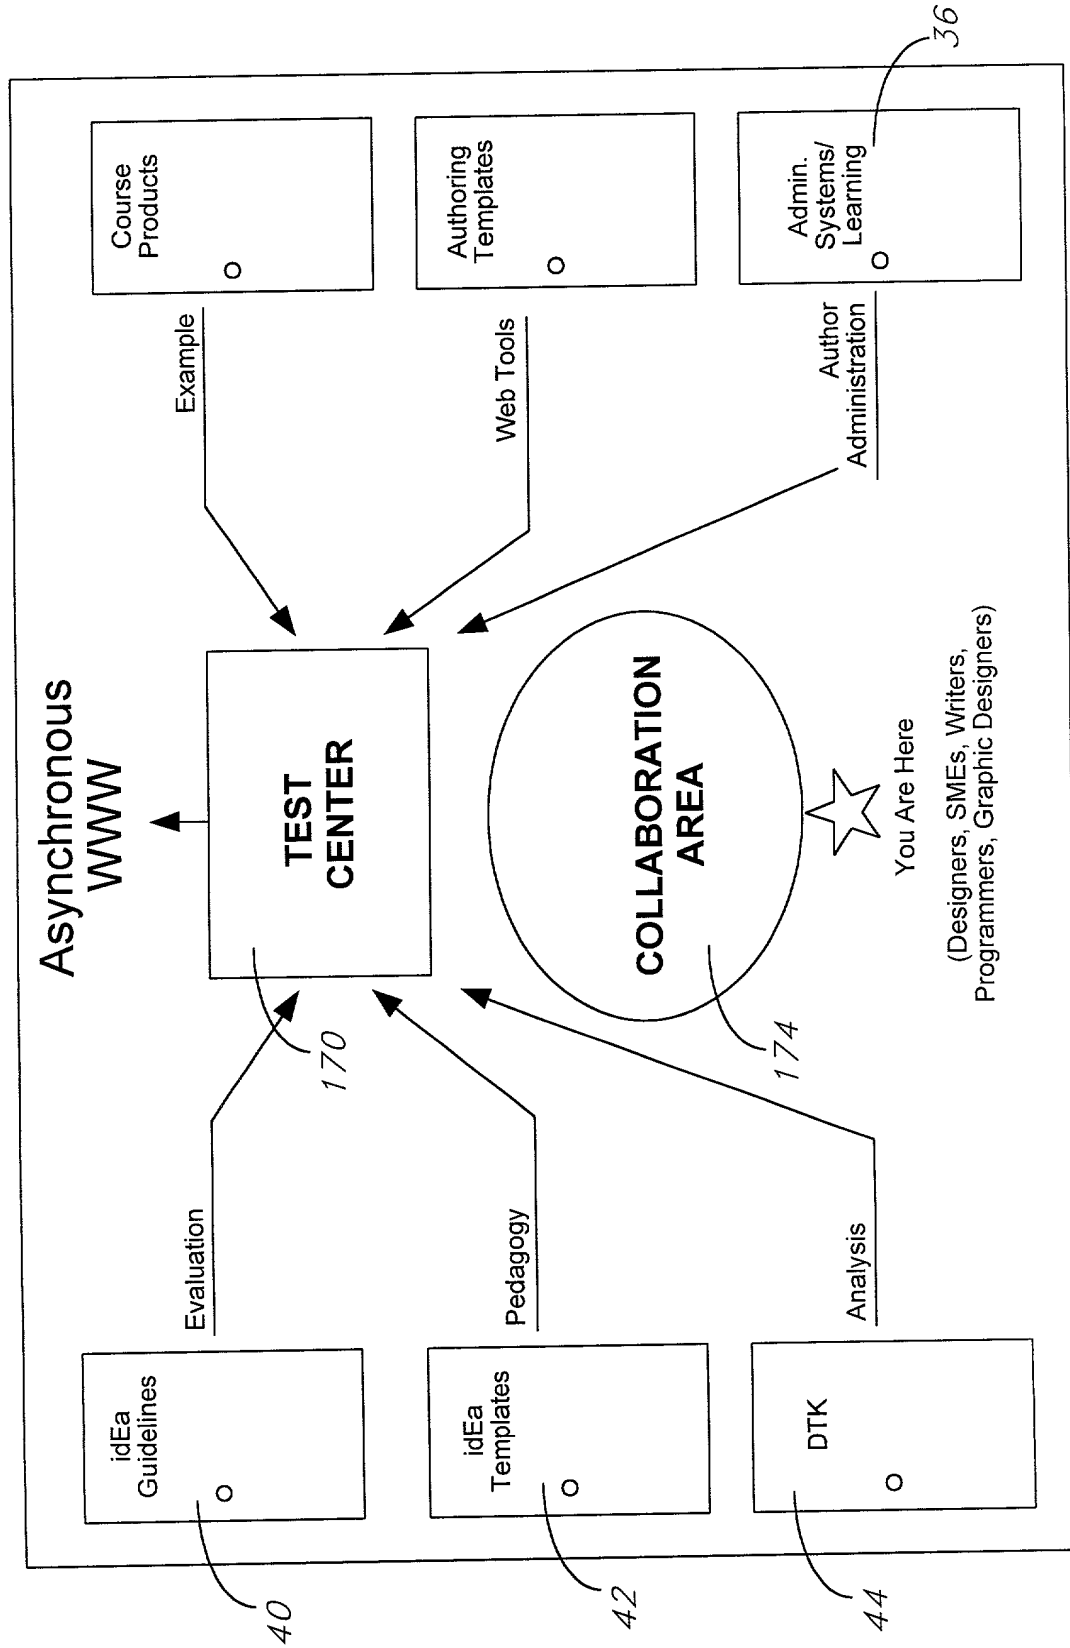 Asynchronous
WWW
idEa
Guidelines
40
Evaluation
170
TEST
CENTER
Example
Course
Products
idEa
Templates
42
Pedagogy
Web Tools
Authoring
Templates
DTK
44
Analysis
174
COLLABORATION
AREA
Author
Administration
Admin.
Systems/
Learning
36
You Are Here
(Designers, SMEs, Writers,
Programmers, Graphic Designers)